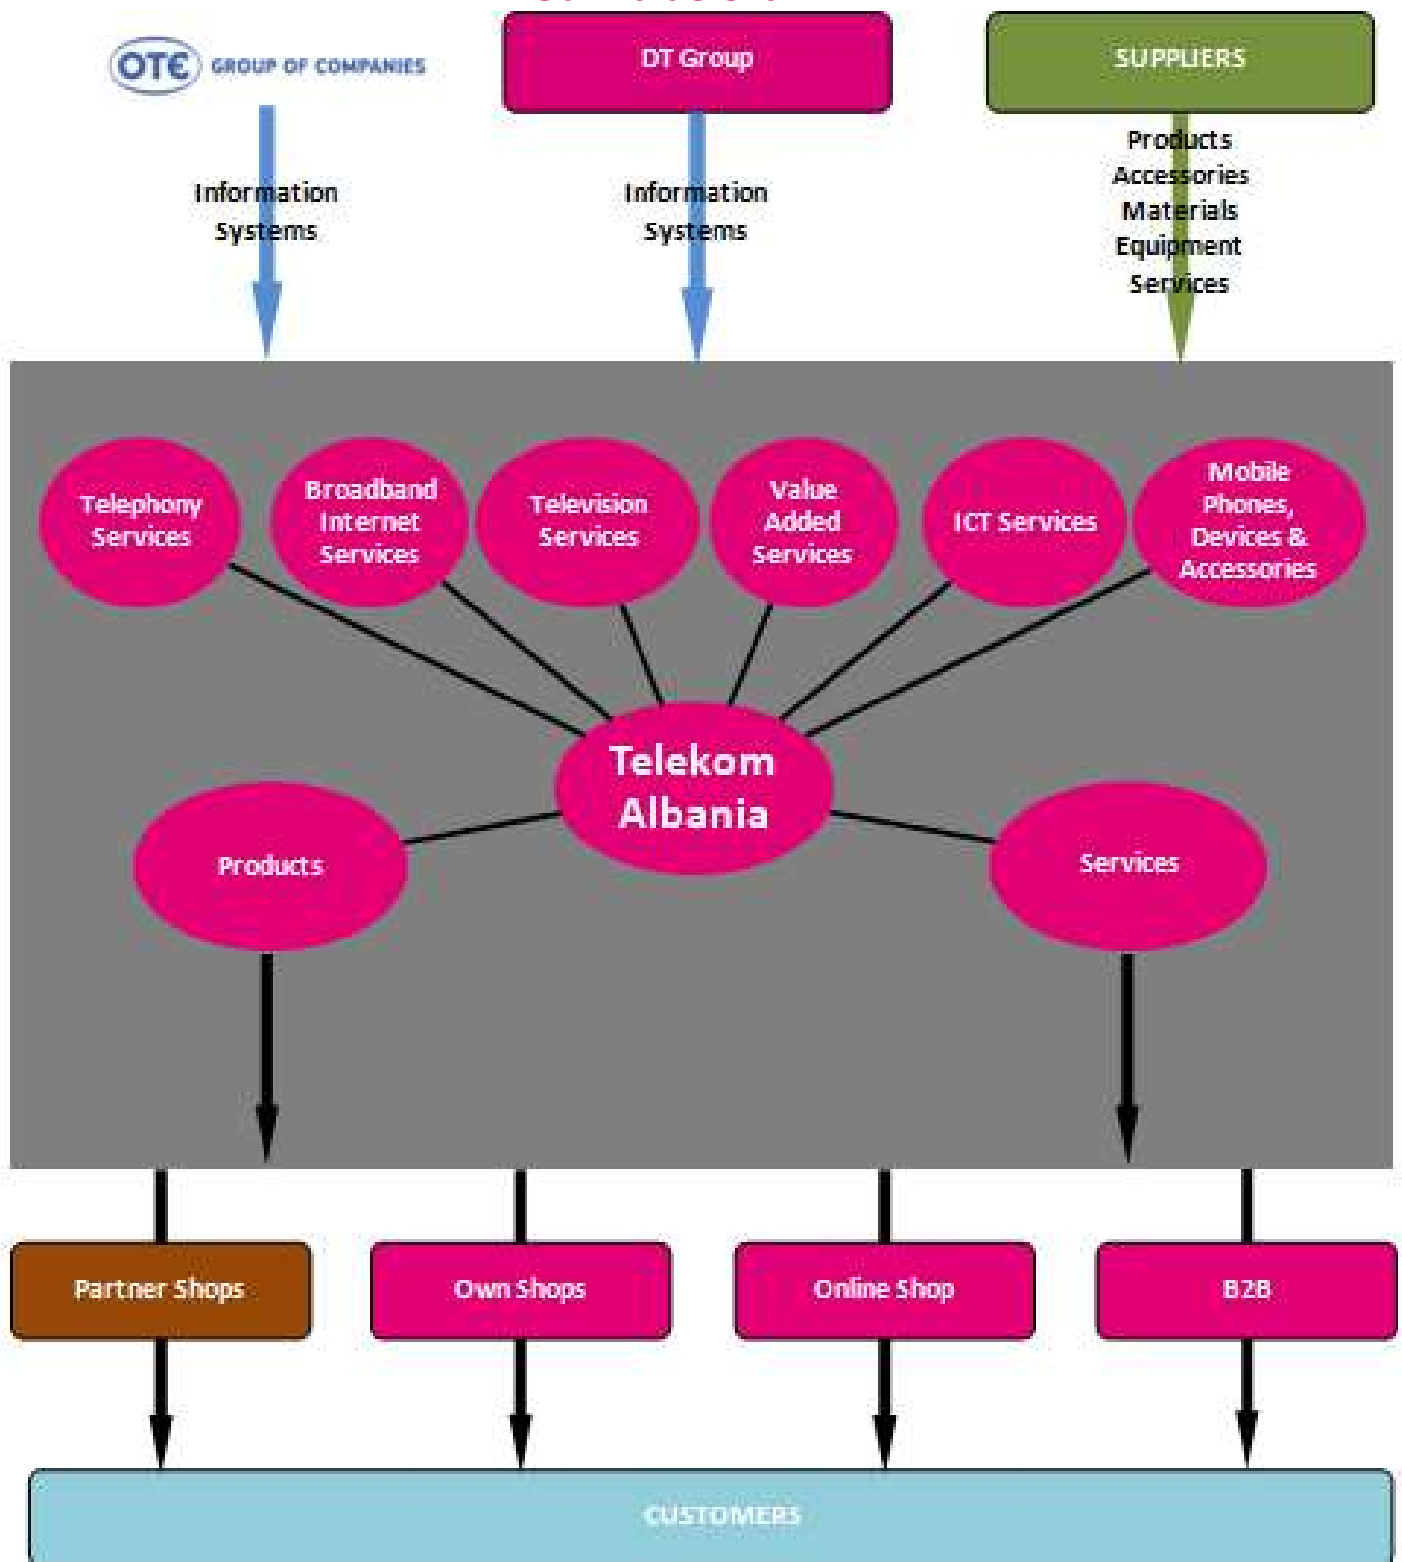 OTE GROUP OF COMPANIES
DT Group
SUPPLIERS
Information
Systems
Information
Systems
Products
Accessories
Materials
Equipment
Services
Telephony
Services
Broadband
Internet
Services
Television
Services
Value
Added
Services
ICT Services
Mobile
Phones,
Devices &
Accessories
Telekom
Albania
Products
Services
Partner Shops
Own Shops
Online Shop
B2B
CUSTOMERS